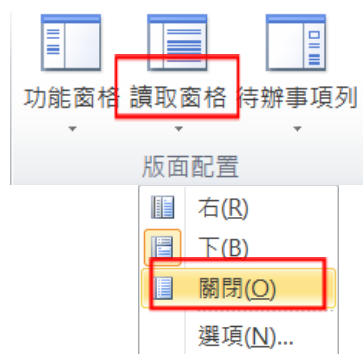 功能窗格 讀取窗格 待辦事項列
版面配置
右(R)
下(B)
關閉(O)
選項(N)...